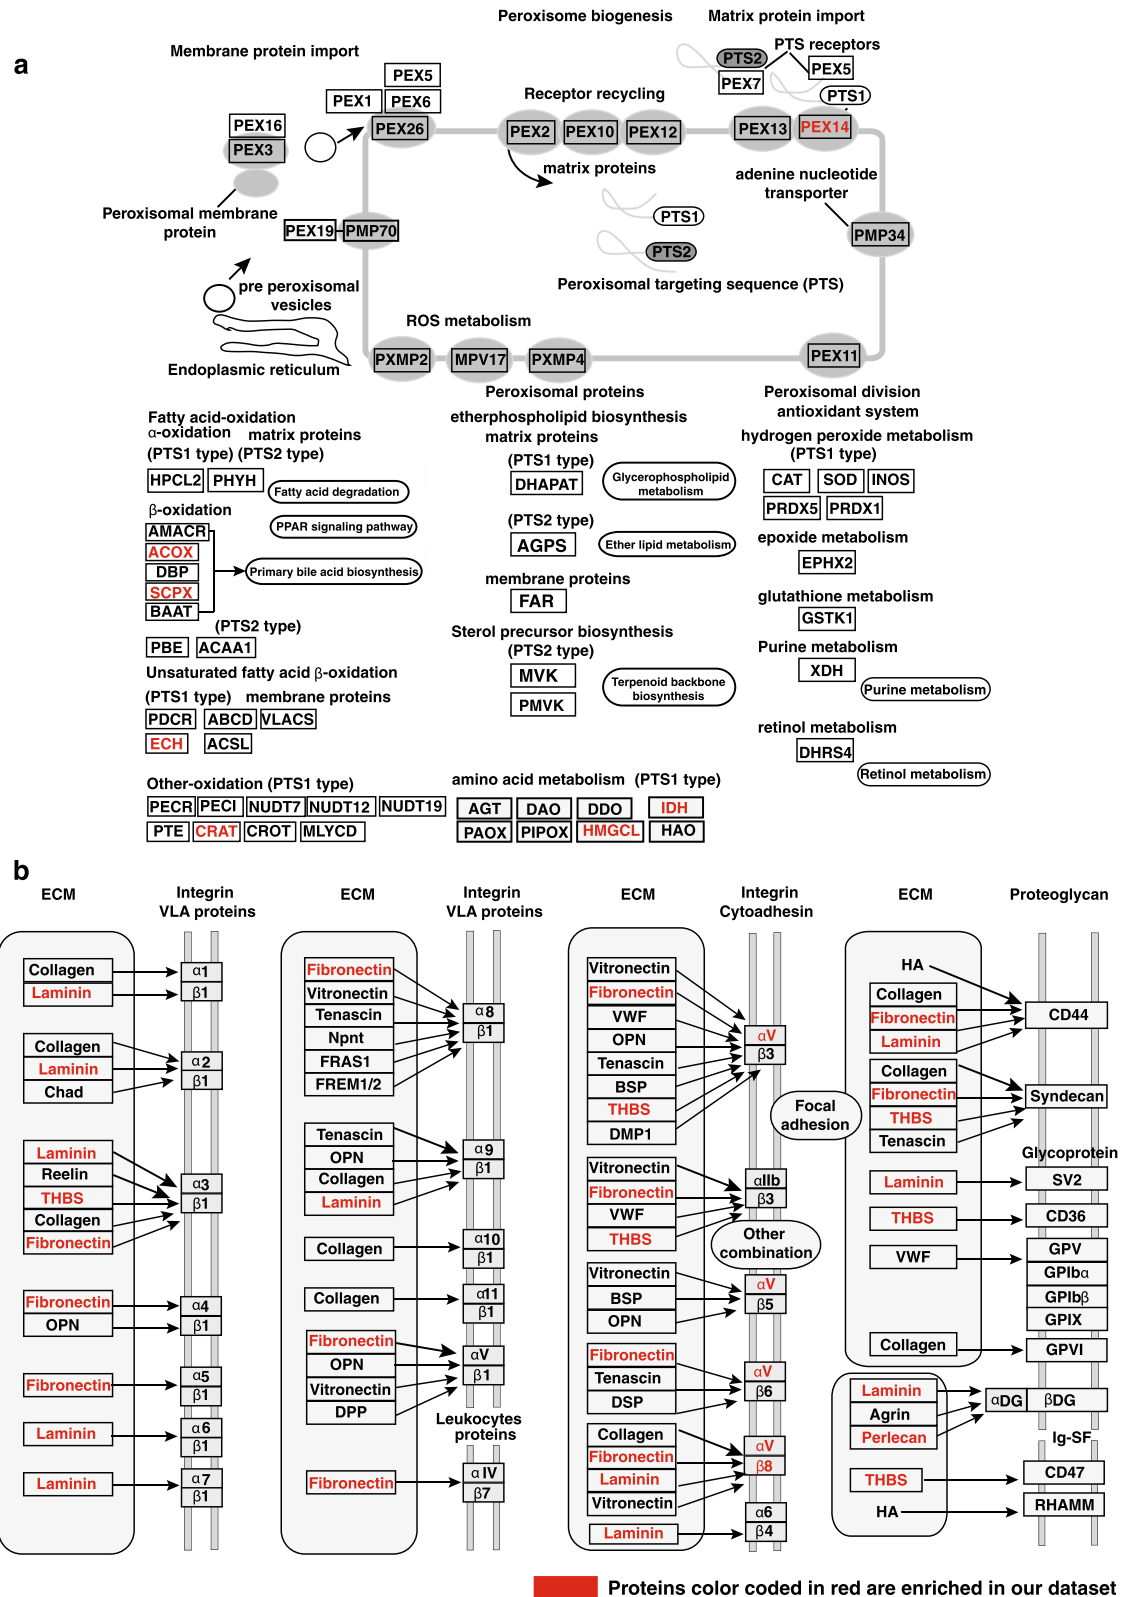 a
Peroxisome biogenesis
Matrix protein import
Membrane protein import
PTS receptors
PTS2
PEX7
PEX5
PTS1
PEX5
PEX1
PEX6
PEX26
Receptor recycling
PEX16
PEX3
PEX2
PEX10
PEX12
PEX13
PEX14
matrix proteins
adenine nucleotide
transporter
Peroxisomal membrane
protein
PTS1
PEX19
PMP70
PMP34
PTS2
pre peroxisomal
vesicles
Peroxisomal targeting sequence (PTS)
ROS metabolism
Endoplasmic reticulum
PXMP2
MPV17
PXMP4
PEX11
Peroxisomal proteins
Peroxisomal division
antioxidant system
Fatty acid-oxidation
α-oxidation matrix proteins
(PTS1 type) (PTS2 type)
HPCL2
PHYH
Fatty acid degradation
β-oxidation
PPAR signaling pathway
AMACR
ACOX
DBP
SCPX
BAAT
Primary bile acid biosynthesis
(PTS2 type)
PBE
ACAA1
Unsaturated fatty acid β-oxidation
(PTS1 type) membrane proteins
PDCR
ABCD
VLACS
ECH
ACSL
Other-oxidation (PTS1 type)
PECR
PECI
NUDT7
NUDT12
NUDT19
PTE
CRAT
CROT
MLYCD
etherphospholipid biosynthesis
matrix proteins
(PTS1 type)
DHAPAT
Glycerophospholipid
metabolism
(PTS2 type)
AGPS
Ether lipid metabolism
membrane proteins
FAR
Sterol precursor biosynthesis
(PTS2 type)
MVK
PMVK
Terpenoid backbone
biosynthesis
amino acid metabolism (PTS1 type)
AGT
DAO
DDO
IDH
PAOX
PIPOX
HMGCL
HAO
hydrogen peroxide metabolism
(PTS1 type)
CAT
SOD
INOS
PRDX5
PRDX1
epoxide metabolism
EPHX2
glutathione metabolism
GSTK1
Purine metabolism
XDH
Purine metabolism
retinol metabolism
DHRS4
Retinol metabolism
b
ECM
Integrin
VLA proteins
Collagen
Laminin
α1
β1
Collagen
Laminin
Chad
α2
β1
Laminin
Reelin
THBS
Collagen
Fibronectin
α3
β1
Fibronectin
OPN
α4
β1
Fibronectin
α5
β1
Laminin
α6
β1
Laminin
α7
β1
ECM
Integrin
VLA proteins
Fibronectin
Vitronectin
Tenascin
Npnt
FRAS1
FREM1/2
α8
β1
Tenascin
OPN
Collagen
Laminin
α9
β1
Collagen
α10
β1
Collagen
α11
β1
Fibronectin
OPN
Vitronectin
DPP
αV
β1
Leukocytes
proteins
Fibronectin
α IV
β7
ECM
Integrin
Cytoadhesin
Vitronectin
Fibronectin
VWF
OPN
Tenascin
BSP
THBS
DMP1
αV
β3
Focal
adhesion
Vitronectin
Fibronectin
VWF
THBS
αIIb
β3
Other
combination
Vitronectin
BSP
OPN
αV
β5
Fibronectin
Tenascin
DSP
αV
β6
Collagen
Fibronectin
Laminin
Vitronectin
αV
β8
Laminin
α6
β4
ECM
Proteoglycan
HA
Collagen
Fibronectin
Laminin
CD44
Collagen
Fibronectin
THBS
Tenascin
Syndecan
Glycoprotein
Laminin
SV2
THBS
CD36
VWF
GPV
GPIbα
GPIbβ
GPIX
Collagen
GPVI
Laminin
Agrin
Perlecan
αDG
βDG
Ig-SF
THBS
CD47
HA
RHAMM
Proteins color coded in red are enriched in our dataset